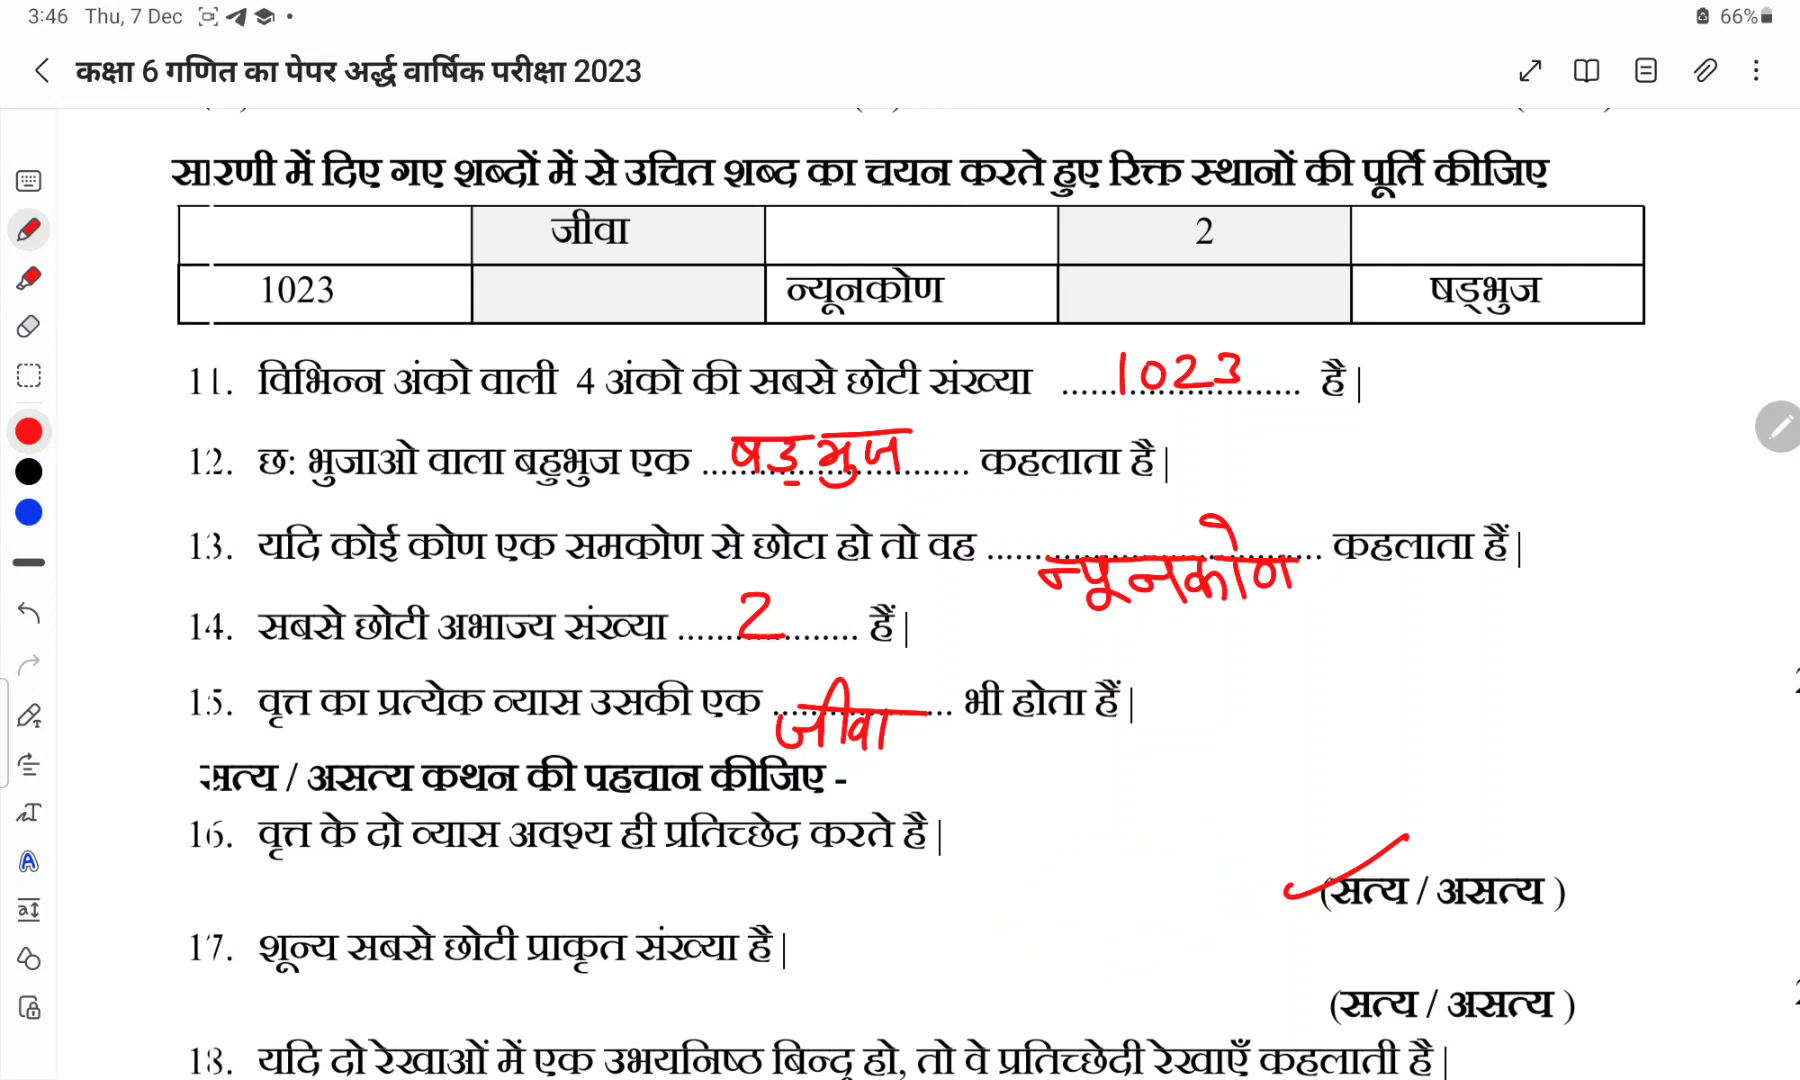 3:46 Thu, 7 Dec 66%
कक्षा 6 गणित का पेपर अर्द्ध वार्षिक परीक्षा 2023
सारणी में दिए गए शब्दों में से उचित शब्द का चयन करते हुए रिक्त स्थानों की पूर्ति कीजिए
जीवा 2
1023 न्यूनकोण षड्भुज
11. विभिन्न अंको वाली 4 अंको की सबसे छोटी संख्या ......1023...... है|
12. छः भुजाओ वाला बहुभुज एक ......षड्भुज...... कहलाता है|
13. यदि कोई कोण एक समकोण से छोटा हो तो वह ......न्यूनकोण...... कहलाता हैं|
14. सबसे छोटी अभाज्य संख्या ......2...... हैं|
15. वृत्त का प्रत्येक व्यास उसकी एक ...जीवा... भी होता हैं|
सत्य / असत्य कथन की पहचान कीजिए -
16. वृत्त के दो व्यास अवश्य ही प्रतिच्छेद करते है|
(सत्य / असत्य )
17. शून्य सबसे छोटी प्राकृत संख्या है|
(सत्य / असत्य )
18. यदि दो रेखाओं में एक उभयनिष्ठ बिन्दु हो, तो वे प्रतिच्छेदी रेखाएँ कहलाती है|